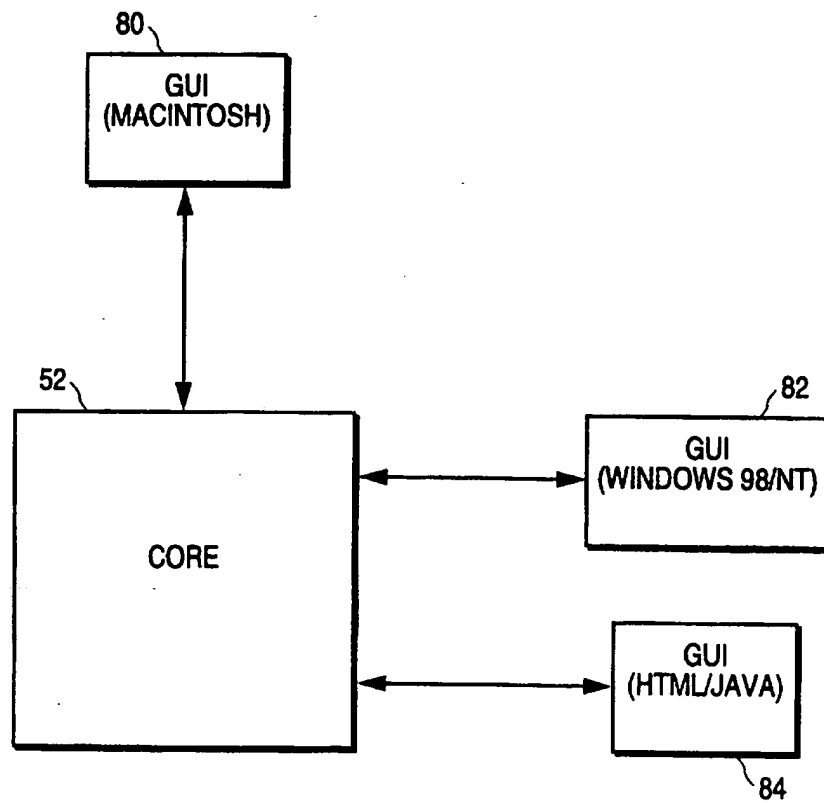 80
GUI
(MACINTOSH)
52
CORE
82
GUI
(WINDOWS 98/NT)
GUI
(HTML/JAVA)
84